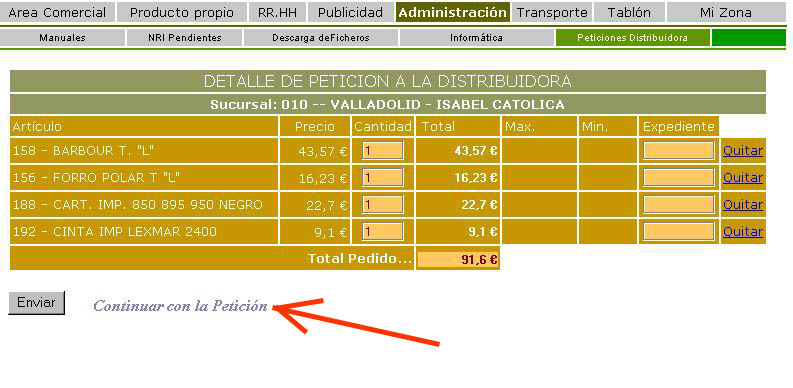 Area Comercial Producto propio RR.HH Publicidad Administración Transporte Tablón Mi Zona
Manuales NRI Pendientes Descarga deFicheros Informática Peticiones Distribuidora
DETALLE DE PETICION A LA DISTRIBUIDORA
Sucursal: 010 -- VALLADOLID - ISABEL CATOLICA
Artículo Precio Cantidad Total Max. Min. Expediente
158 - BARBOUR T. "L" 43,57 € 1 43,57 € Quitar
156 - FORRO POLAR T "L" 16,23 € 1 16,23 € Quitar
188 - CART. IMP. 850 895 950 NEGRO 22,7 € 1 22,7 € Quitar
192 - CINTA IMP LEXMAR 2400 9,1 € 1 9,1 € Quitar
Total Pedido... 91,6 €
Enviar Continuar con la Petición